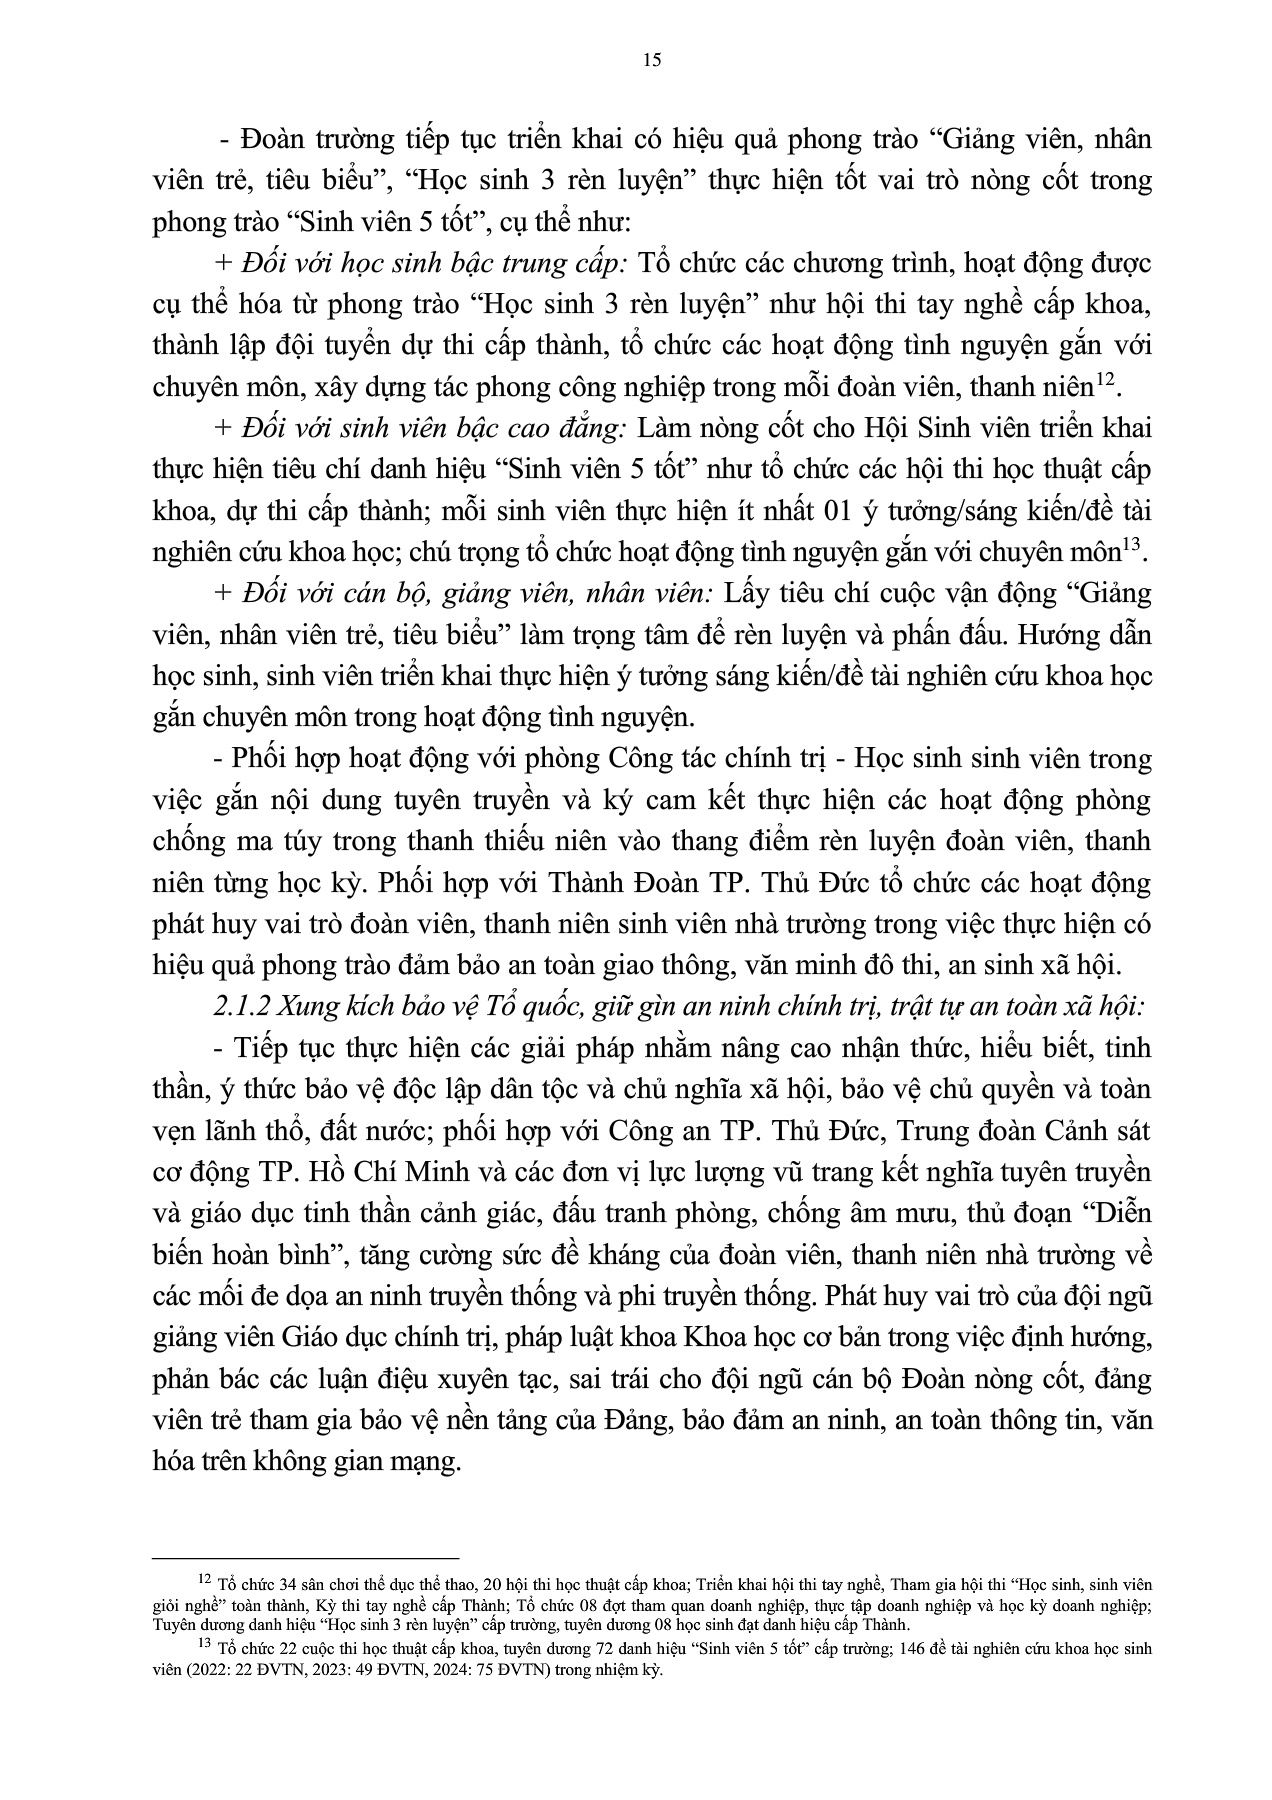 15
- Đoàn trường tiếp tục triển khai có hiệu quả phong trào “Giảng viên, nhân
viên trẻ, tiêu biểu”, “Học sinh 3 rèn luyện” thực hiện tốt vai trò nòng cốt trong
phong trào “Sinh viên 5 tốt”, cụ thể như:
+ Đối với học sinh bậc trung cấp: Tổ chức các chương trình, hoạt động được
cụ thể hóa từ phong trào “Học sinh 3 rèn luyện” như hội thi tay nghề cấp khoa,
thành lập đội tuyển dự thi cấp thành, tổ chức các hoạt động tình nguyện gắn với
chuyên môn, xây dựng tác phong công nghiệp trong mỗi đoàn viên, thanh niên12.
+ Đối với sinh viên bậc cao đẳng: Làm nòng cốt cho Hội Sinh viên triển khai
thực hiện tiêu chí danh hiệu “Sinh viên 5 tốt” như tổ chức các hội thi học thuật cấp
khoa, dự thi cấp thành; mỗi sinh viên thực hiện ít nhất 01 ý tưởng/sáng kiến/đề tài
nghiên cứu khoa học; chú trọng tổ chức hoạt động tình nguyện gắn với chuyên môn13.
+ Đối với cán bộ, giảng viên, nhân viên: Lấy tiêu chí cuộc vận động “Giảng
viên, nhân viên trẻ, tiêu biểu” làm trọng tâm để rèn luyện và phấn đấu. Hướng dẫn
học sinh, sinh viên triển khai thực hiện ý tưởng sáng kiến/đề tài nghiên cứu khoa học
gắn chuyên môn trong hoạt động tình nguyện.
- Phối hợp hoạt động với phòng Công tác chính trị - Học sinh sinh viên trong
việc gắn nội dung tuyên truyền và ký cam kết thực hiện các hoạt động phòng
chống ma túy trong thanh thiếu niên vào thang điểm rèn luyện đoàn viên, thanh
niên từng học kỳ. Phối hợp với Thành Đoàn TP. Thủ Đức tổ chức các hoạt động
phát huy vai trò đoàn viên, thanh niên sinh viên nhà trường trong việc thực hiện có
hiệu quả phong trào đảm bảo an toàn giao thông, văn minh đô thi, an sinh xã hội.
2.1.2 Xung kích bảo vệ Tổ quốc, giữ gìn an ninh chính trị, trật tự an toàn xã hội:
- Tiếp tục thực hiện các giải pháp nhằm nâng cao nhận thức, hiểu biết, tinh
thần, ý thức bảo vệ độc lập dân tộc và chủ nghĩa xã hội, bảo vệ chủ quyền và toàn
vẹn lãnh thổ, đất nước; phối hợp với Công an TP. Thủ Đức, Trung đoàn Cảnh sát
cơ động TP. Hồ Chí Minh và các đơn vị lực lượng vũ trang kết nghĩa tuyên truyền
và giáo dục tinh thần cảnh giác, đấu tranh phòng, chống âm mưu, thủ đoạn “Diễn
biến hoàn bình”, tăng cường sức đề kháng của đoàn viên, thanh niên nhà trường về
các mối đe dọa an ninh truyền thống và phi truyền thống. Phát huy vai trò của đội ngũ
giảng viên Giáo dục chính trị, pháp luật khoa Khoa học cơ bản trong việc định hướng,
phản bác các luận điệu xuyên tạc, sai trái cho đội ngũ cán bộ Đoàn nòng cốt, đảng
viên trẻ tham gia bảo vệ nền tảng của Đảng, bảo đảm an ninh, an toàn thông tin, văn
hóa trên không gian mạng.
12 Tổ chức 34 sân chơi thể dục thể thao, 20 hội thi học thuật cấp khoa; Triển khai hội thi tay nghề, Tham gia hội thi “Học sinh, sinh viên
giỏi nghề” toàn thành, Kỳ thi tay nghề cấp Thành; Tổ chức 08 đợt tham quan doanh nghiệp, thực tập doanh nghiệp và học kỳ doanh nghiệp;
Tuyên dương danh hiệu “Học sinh 3 rèn luyện” cấp trường, tuyên dương 08 học sinh đạt danh hiệu cấp Thành.
13 Tổ chức 22 cuộc thi học thuật cấp khoa, tuyên dương 72 danh hiệu “Sinh viên 5 tốt” cấp trường; 146 đề tài nghiên cứu khoa học sinh
viên (2022: 22 ĐVTN, 2023: 49 ĐVTN, 2024: 75 ĐVTN) trong nhiệm kỳ.